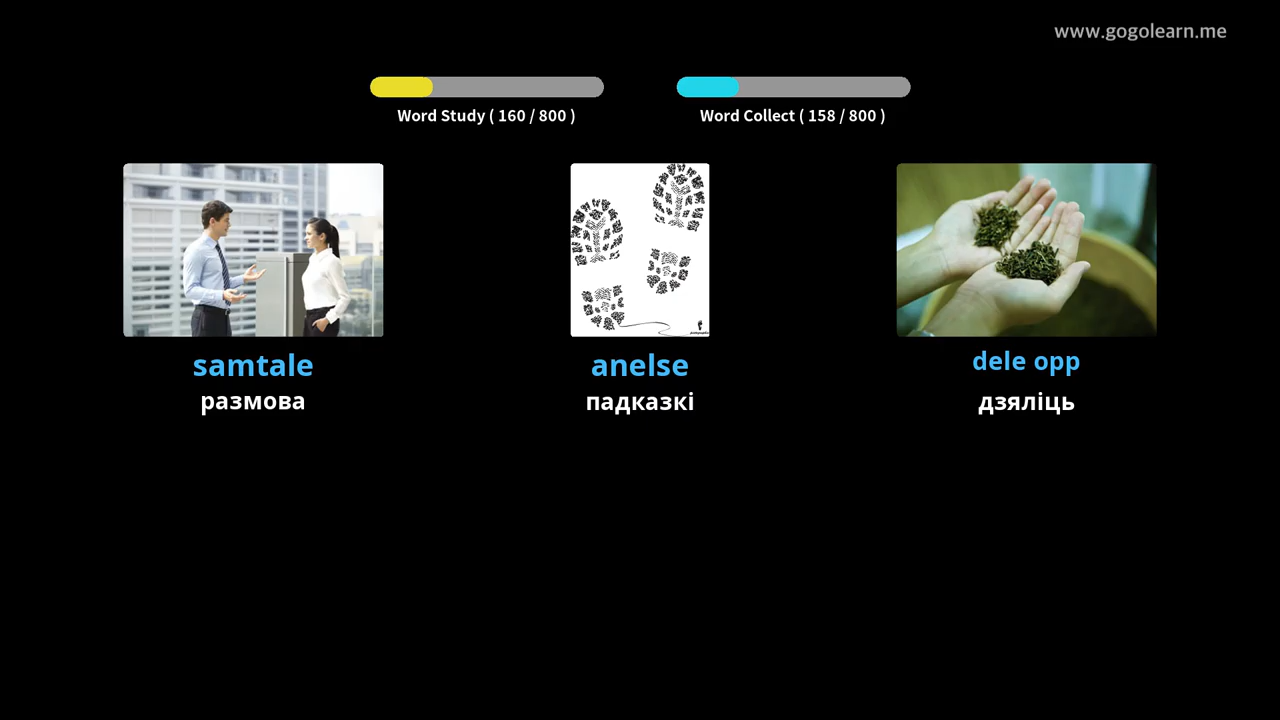 www.gogolearn.me
Word Study ( 160 / 800 )
Word Collect ( 158 / 800 )
samtale
anelse
dele opp
размова
падказкі
дзяліць